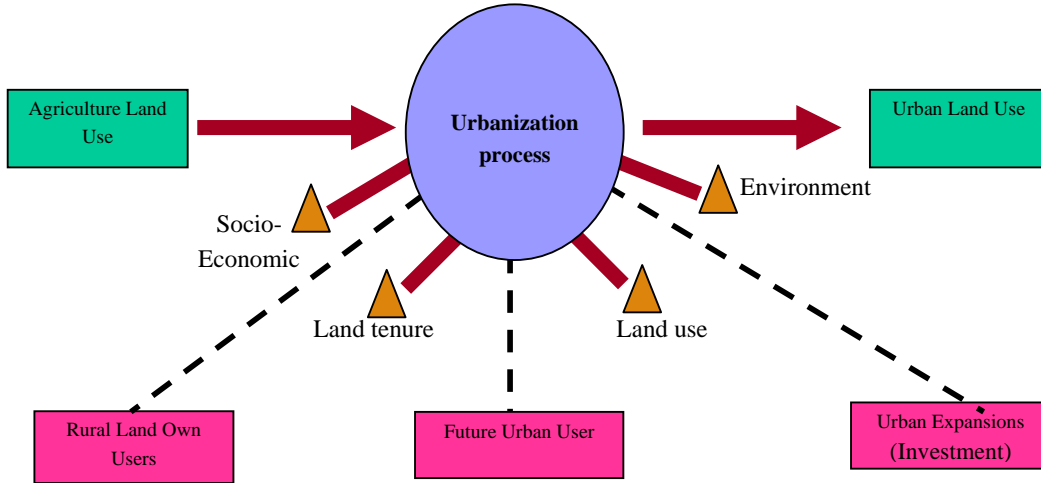 Agriculture Land
Use
Urbanization
process
Urban Land Use
Environment
Socio-
Economic
Land tenure
Land use
Rural Land Own
Users
Future Urban User
Urban Expansions
(Investment)